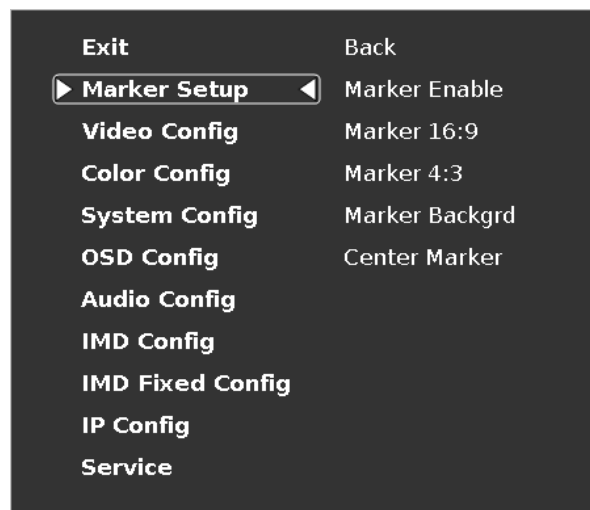 Exit
Back
Marker Setup
Marker Enable
Video Config
Marker 16:9
Color Config
Marker 4:3
System Config
Marker Backgrd
OSD Config
Center Marker
Audio Config
IMD Config
IMD Fixed Config
IP Config
Service